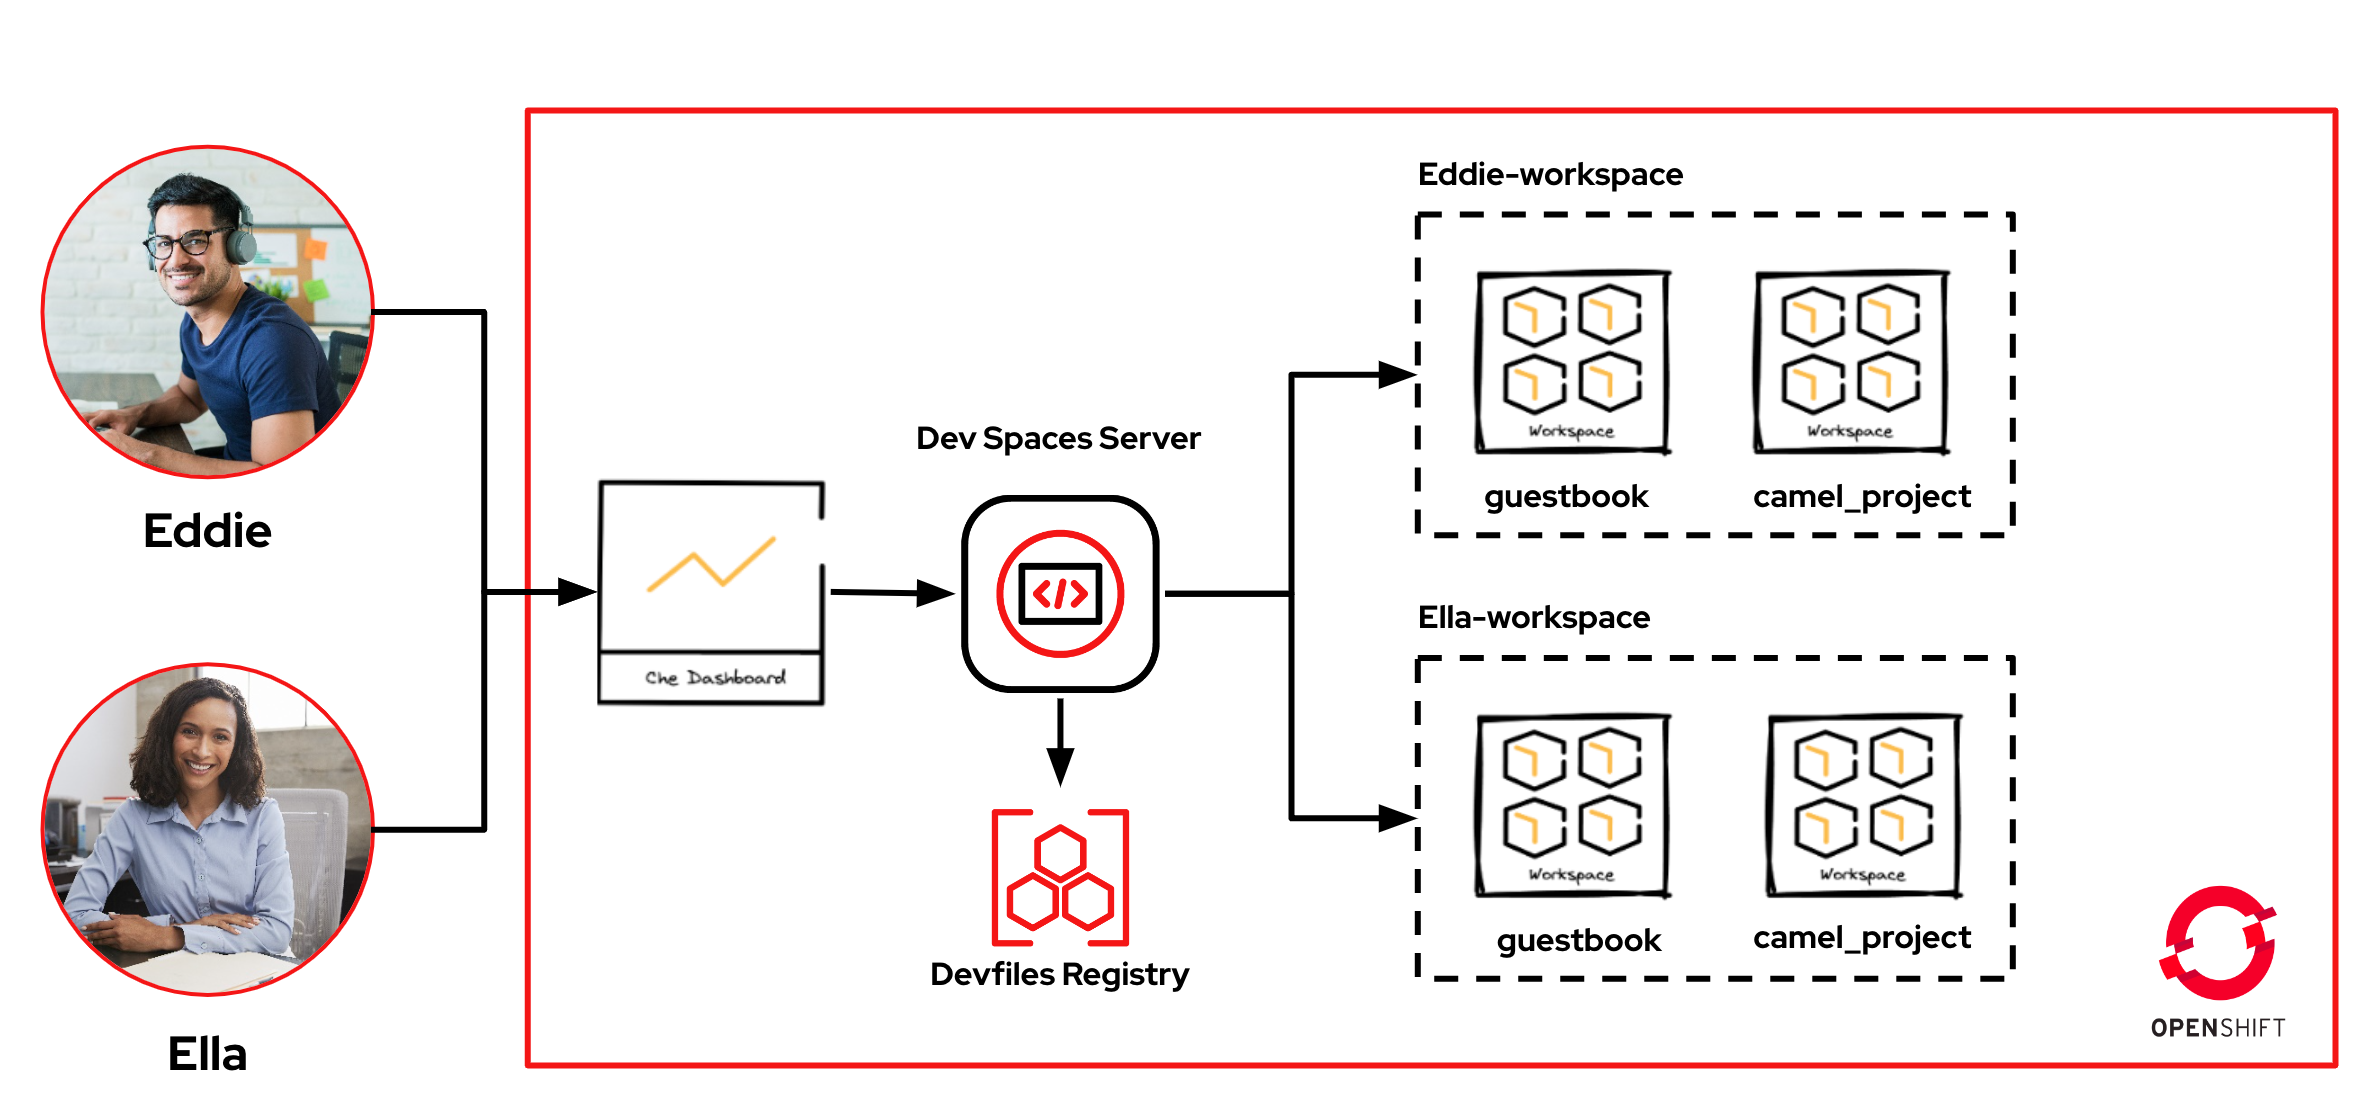 Eddie
Ella
Che Dashboard
Dev Spaces Server
Devfiles Registry
Eddie-workspace
Workspace
Workspace
guestbook
camel_project
Ella-workspace
Workspace
Workspace
guestbook
camel_project
OPENSHIFT